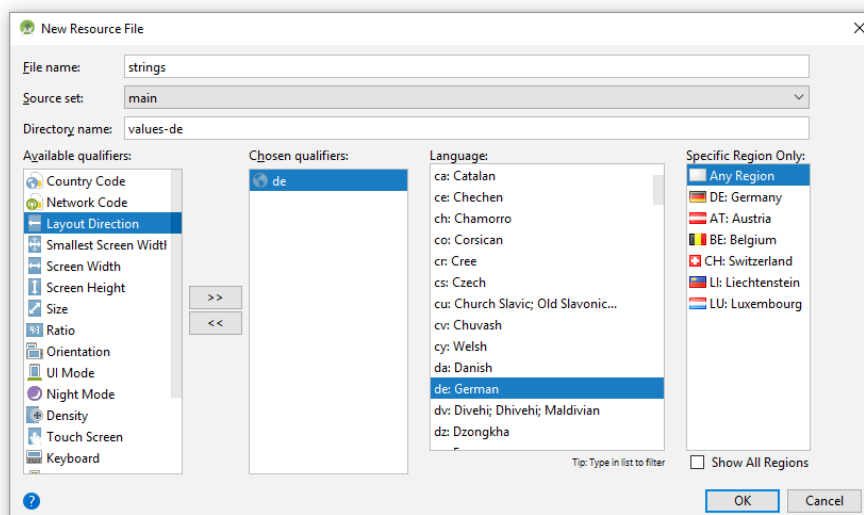 New Resource File
File name:
strings
Source set:
main
Directory name:
values-de
Available qualifiers:
Country Code
Network Code
Layout Direction
Smallest Screen Width
Screen Width
Screen Height
Size
Ratio
Orientation
UI Mode
Night Mode
Density
Touch Screen
Keyboard
>>
<<
Chosen qualifiers:
de
Language:
ca: Catalan
ce: Chechen
ch: Chamorro
co: Corsican
cr: Cree
cs: Czech
cu: Church Slavic; Old Slavonic...
cv: Chuvash
cy: Welsh
da: Danish
de: German
dv: Divehi; Dhivehi; Maldivian
dz: Dzongkha
Tip: Type in list to filter
Specific Region Only:
Any Region
DE: Germany
AT: Austria
BE: Belgium
CH: Switzerland
LI: Liechtenstein
LU: Luxembourg
Show All Regions
?
OK
Cancel